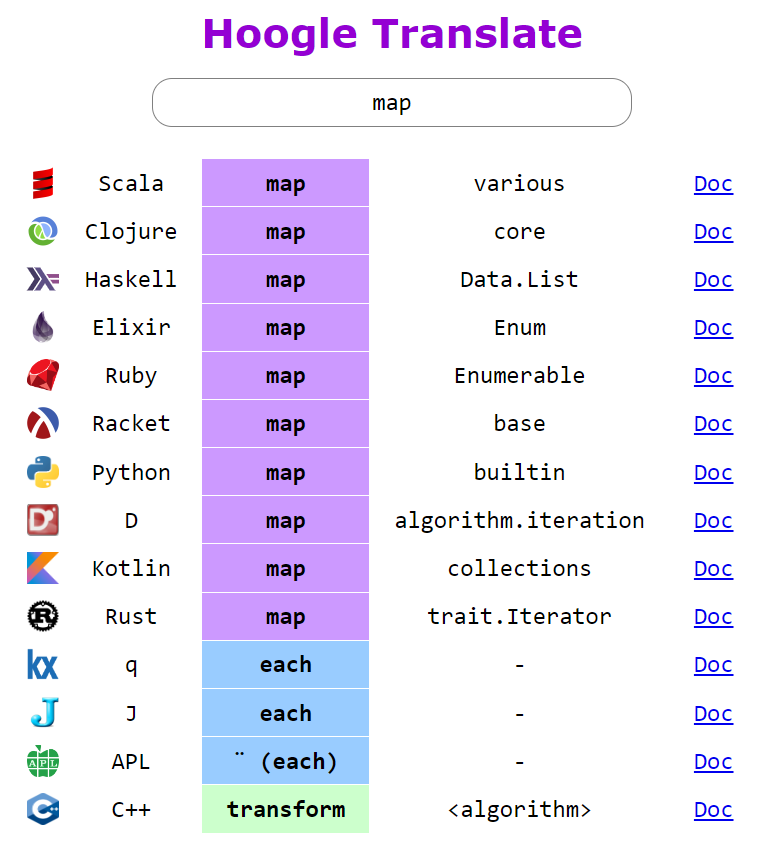 Hoogle Translate
map
Scala map various Doc
Clojure map core Doc
Haskell map Data.List Doc
Elixir map Enum Doc
Ruby map Enumerable Doc
Racket map base Doc
Python map builtin Doc
D D map algorithm.iteration Doc
Kotlin map collections Doc
R Rust map trait.Iterator Doc
kx q each - Doc
J J each - Doc
APL APL ¨ (each) - Doc
C++ C++ transform <algorithm> Doc